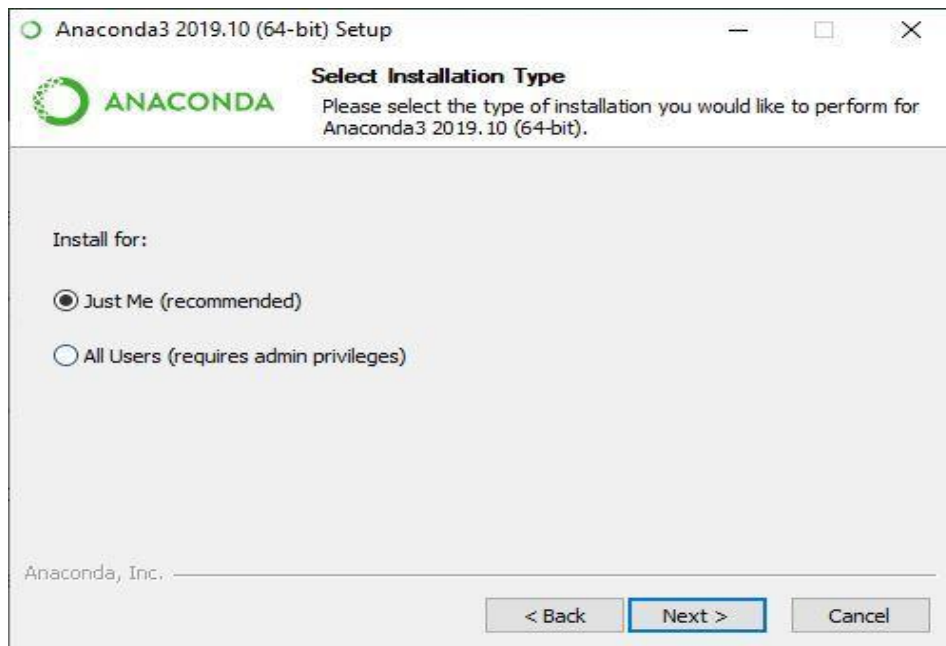 Anaconda3 2019.10 (64-bit) Setup
ANACONDA
Select Installation Type
Please select the type of installation you would like to perform for
Anaconda3 2019.10 (64-bit).
Install for:
Just Me (recommended)
All Users (requires admin privileges)
Anaconda, Inc.
< Back Next > Cancel